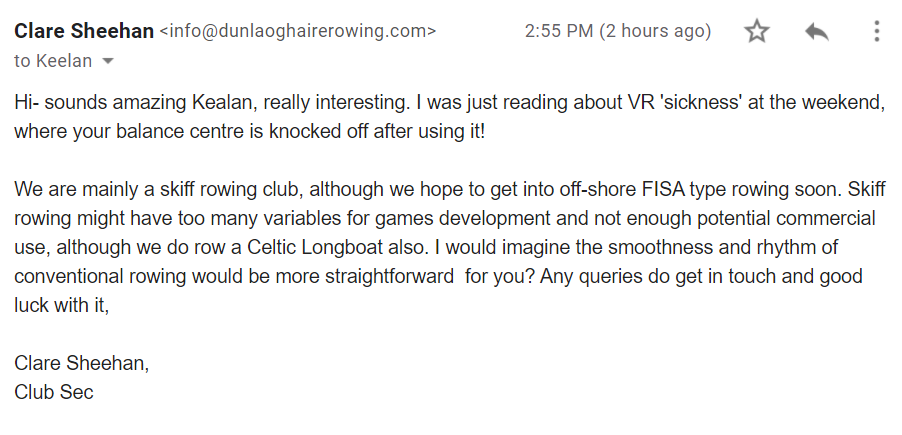 Clare Sheehan <info@dunlaoghairerowing.com> 2:55 PM (2 hours ago)
to Keelan
Hi- sounds amazing Kealan, really interesting. I was just reading about VR 'sickness' at the weekend,
where your balance centre is knocked off after using it!
We are mainly a skiff rowing club, although we hope to get into off-shore FISA type rowing soon. Skiff
rowing might have too many variables for games development and not enough potential commercial
use, although we do row a Celtic Longboat also. I would imagine the smoothness and rhythm of
conventional rowing would be more straightforward  for you? Any queries do get in touch and good
luck with it,
Clare Sheehan,
Club Sec